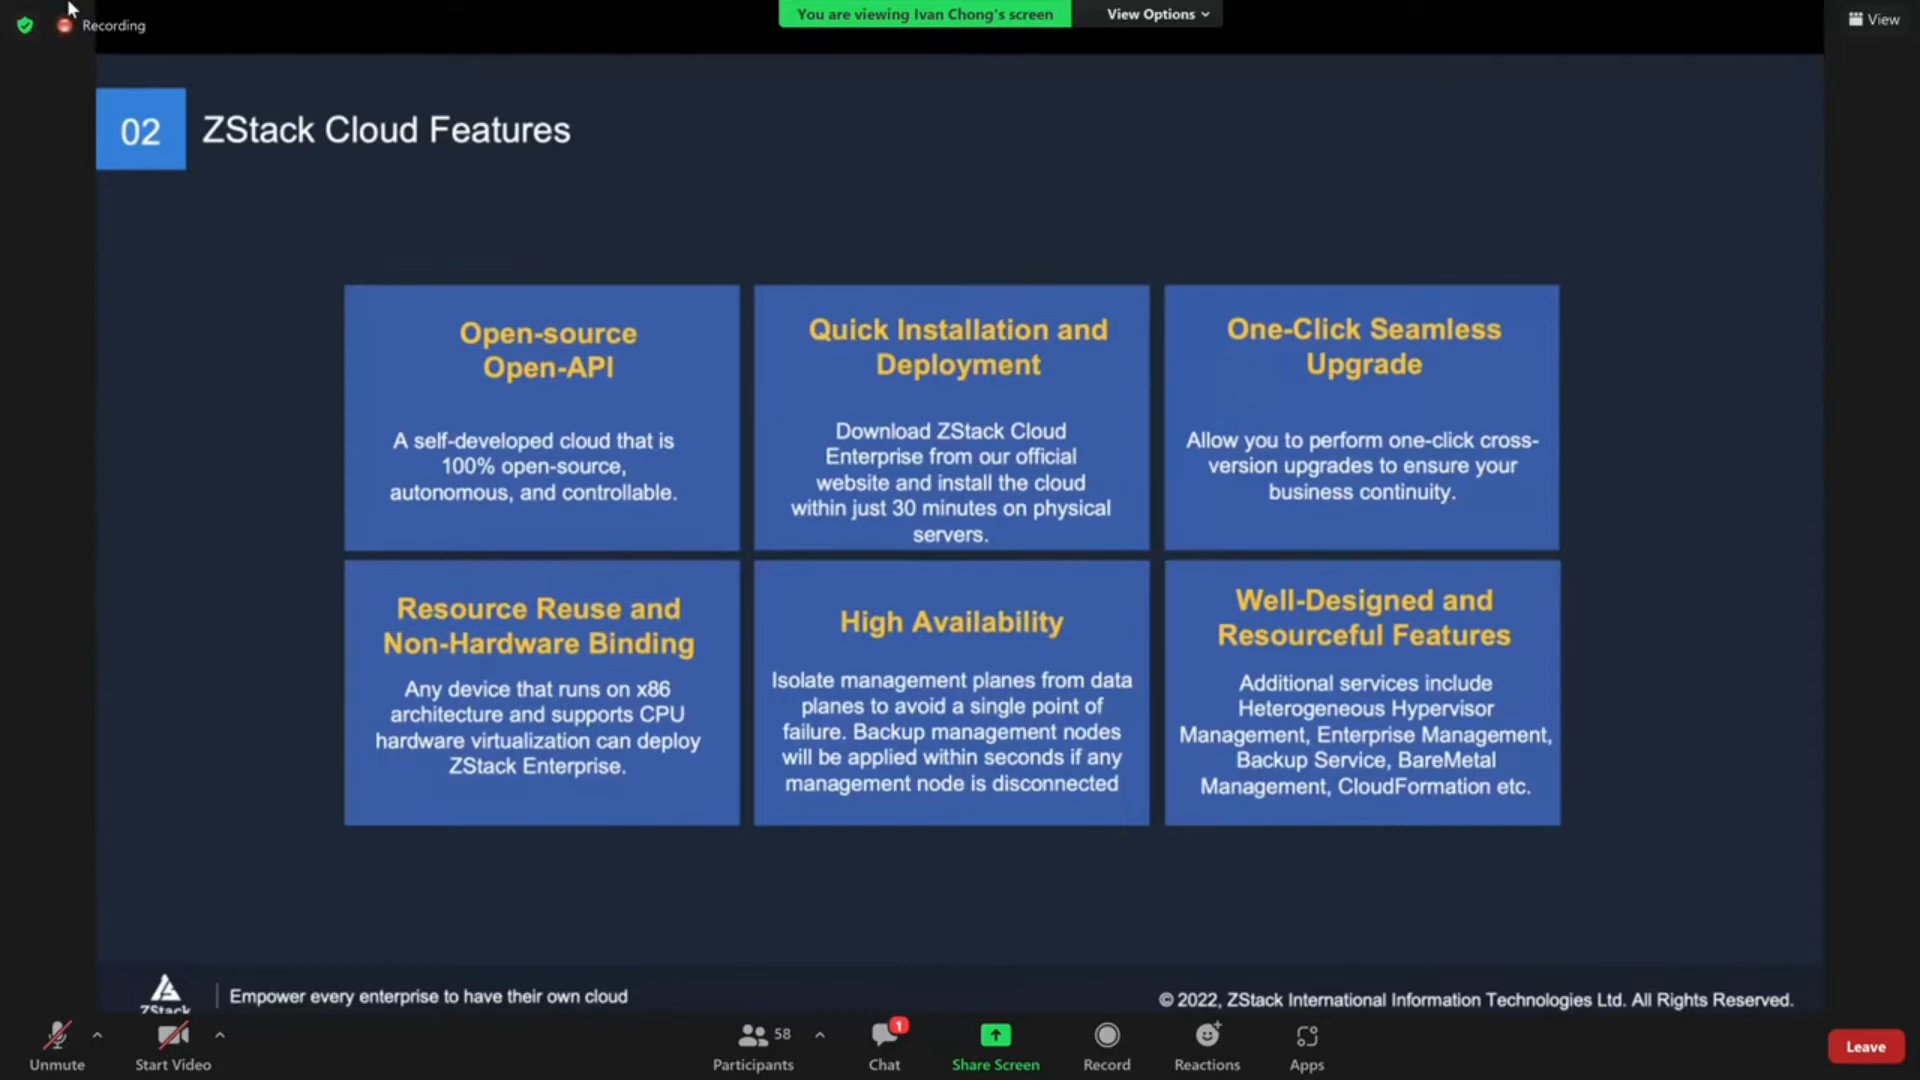 Recording
You are viewing Ivan Chong's screen
View Options
View
02
ZStack Cloud Features
Open-source
Open-API
A self-developed cloud that is
100% open-source,
autonomous, and controllable.
Quick Installation and
Deployment
Download ZStack Cloud
Enterprise from our official
website and install the cloud
within just 30 minutes on physical
servers.
One-Click Seamless
Upgrade
Allow you to perform one-click cross-
version upgrades to ensure your
business continuity.
Resource Reuse and
Non-Hardware Binding
Any device that runs on x86
architecture and supports CPU
hardware virtualization can deploy
ZStack Enterprise.
High Availability
Isolate management planes from data
planes to avoid a single point of
failure. Backup management nodes
will be applied within seconds if any
management node is disconnected
Well-Designed and
Resourceful Features
Additional services include
Heterogeneous Hypervisor
Management, Enterprise Management,
Backup Service, BareMetal
Management, CloudFormation etc.
ZStack
Empower every enterprise to have their own cloud
© 2022, ZStack International Information Technologies Ltd. All Rights Reserved.
Unmute
Start Video
58
Participants
1
Chat
Share Screen
Record
Reactions
Apps
Leave